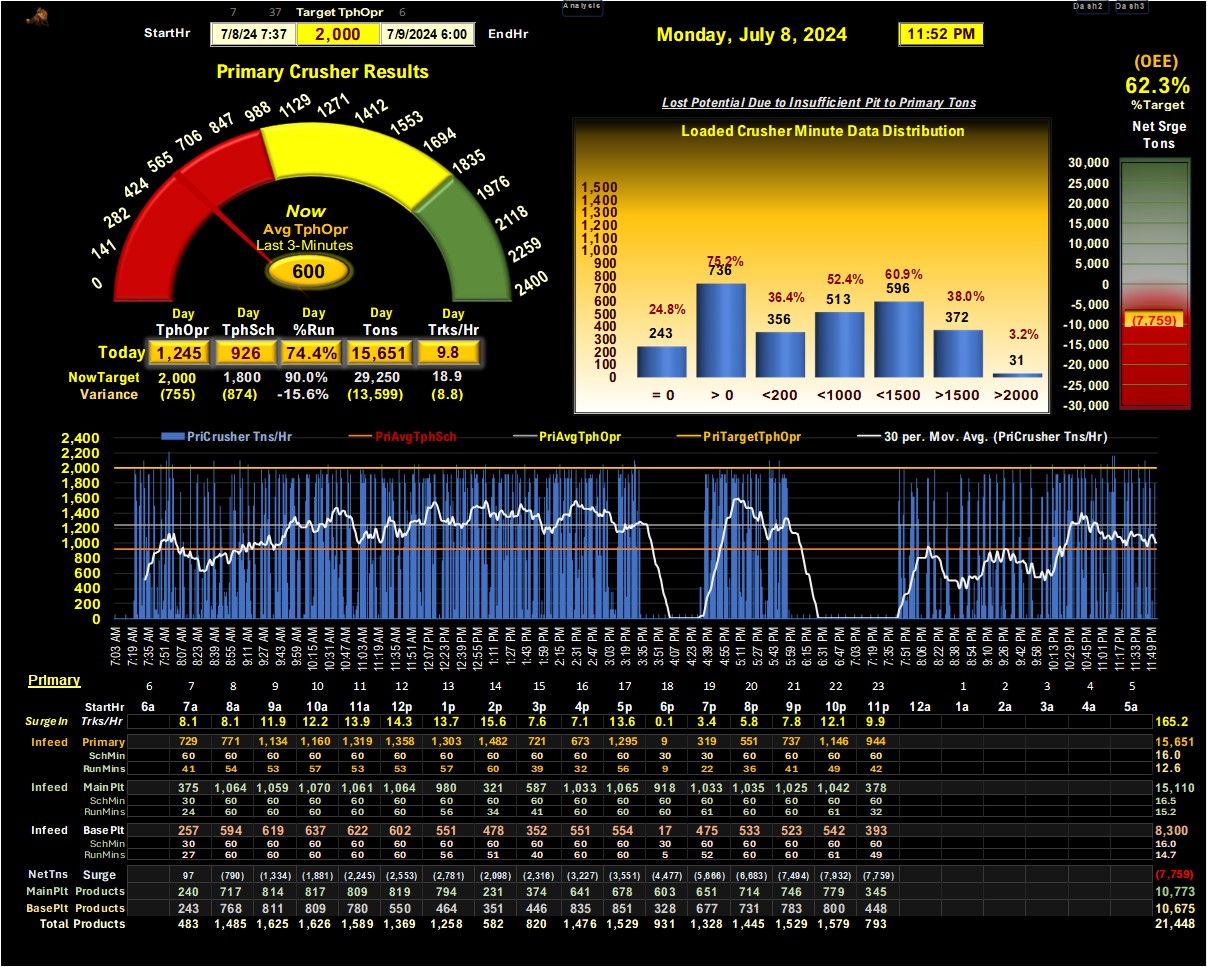 Analysis Dash2 Dash3
7 37 Target TphOpr 6
StartHr 7/8/24 7:37 2,000 7/9/2024 6:00 EndHr
Monday, July 8, 2024 11:52 PM
(OEE)
62.3%
%Target
Net Srge
Tons
30,000
25,000
20,000
15,000
10,000
5,000
0
-5,000
(7,759)
-10,000
-15,000
-20,000
-25,000
-30,000
Primary Crusher Results
0 141 282 424 565 706 847 988 1129 1271 1412 1553 1694 1835 1976 2118 2259 2400
Now
Avg TphOpr
Last 3-Minutes
600
Day Day Day Day Day
TphOpr TphSch %Run Tons Trks/Hr
Today 1,245 926 74.4% 15,651 9.8
NowTarget 2,000 1,800 90.0% 29,250 18.9
Variance (755) (874) -15.6% (13,599) (8.8)
Lost Potential Due to Insufficient Pit to Primary Tons
Loaded Crusher Minute Data Distribution
1,500
1,400
1,300
1,200
1,100
1,000
900
800
700
600
500
400
300
200
100
0
24.8% 75.2% 36.4% 52.4% 60.9% 38.0% 3.2%
243 736 356 513 596 372 31
= 0 > 0 <200 <1000 <1500 >1500 >2000
PriCrusher Tns/Hr PriAvgTphSch PriAvgTphOpr PriTargetTphOpr 30 per. Mov. Avg. (PriCrusher Tns/Hr)
2,400
2,200
2,000
1,800
1,600
1,400
1,200
1,000
800
600
400
200
0
7:03 AM 7:19 AM 7:35 AM 7:51 AM 8:07 AM 8:23 AM 8:39 AM 8:55 AM 9:11 AM 9:27 AM 9:43 AM 9:59 AM 10:15 AM 10:31 AM 10:47 AM 11:03 AM 11:19 AM 11:35 AM 11:51 AM 12:07 PM 12:23 PM 12:39 PM 12:55 PM 1:11 PM 1:27 PM 1:43 PM 1:59 PM 2:15 PM 2:31 PM 2:47 PM 3:03 PM 3:19 PM 3:35 PM 3:51 PM 4:07 PM 4:23 PM 4:39 PM 4:55 PM 5:11 PM 5:27 PM 5:43 PM 5:59 PM 6:15 PM 6:31 PM 6:47 PM 7:03 PM 7:19 PM 7:35 PM 7:51 PM 8:06 PM 8:22 PM 8:38 PM 8:54 PM 9:10 PM 9:26 PM 9:42 PM 9:58 PM 10:13 PM 10:29 PM 10:45 PM 11:01 PM 11:17 PM 11:33 PM 11:49 PM
Primary
6 7 8 9 10 11 12 13 14 15 16 17 18 19 20 21 22 23 1 2 3 4 5
StartHr 6a 7a 8a 9a 10a 11a 12p 1p 2p 3p 4p 5p 6p 7p 8p 9p 10p 11p 12a 1a 2a 3a 4a 5a
SurgeIn Trks/Hr 8.1 8.1 11.9 12.2 13.9 14.3 13.7 15.6 7.6 7.1 13.6 0.1 3.4 5.8 7.8 12.1 9.9 165.2
Infeed Primary 729 771 1,134 1,160 1,319 1,358 1,303 1,482 721 673 1,295 9 319 551 737 1,146 944 15,651
SchMin 60 60 60 60 60 60 60 60 60 60 60 30 30 60 60 60 60 16.0
RunMins 41 54 53 57 53 53 57 60 39 32 56 9 22 36 41 49 42 12.6
Infeed MainPlt 375 1,064 1,059 1,070 1,061 1,064 980 321 587 1,033 1,065 918 1,033 1,035 1,025 1,042 378 15,110
SchMin 30 60 60 60 60 60 60 60 60 60 60 60 60 60 60 60 60 16.5
RunMins 24 60 60 60 60 60 56 34 41 60 60 60 61 60 60 61 32 15.2
Infeed BasePlt 257 594 619 637 622 602 551 478 352 551 554 17 475 533 523 542 393 8,300
SchMin 30 60 60 60 60 60 60 60 60 60 60 30 60 60 60 60 60 16.0
RunMins 27 60 60 60 60 60 56 51 40 60 60 5 52 60 60 61 49 14.7
NetTns Surge 97 (790) (1,334) (1,881) (2,245) (2,553) (2,781) (2,098) (2,316) (3,227) (3,551) (4,477) (5,666) (6,683) (7,494) (7,932) (7,759) (7,759)
MainPlt Products 240 717 814 817 809 819 794 231 374 641 678 603 651 714 746 779 345 10,773
BasePlt Products 243 768 811 809 780 550 464 351 446 835 851 328 677 731 783 800 448 10,675
Total Products 483 1,485 1,625 1,626 1,589 1,369 1,258 582 820 1,476 1,529 931 1,328 1,445 1,529 1,579 793 21,448